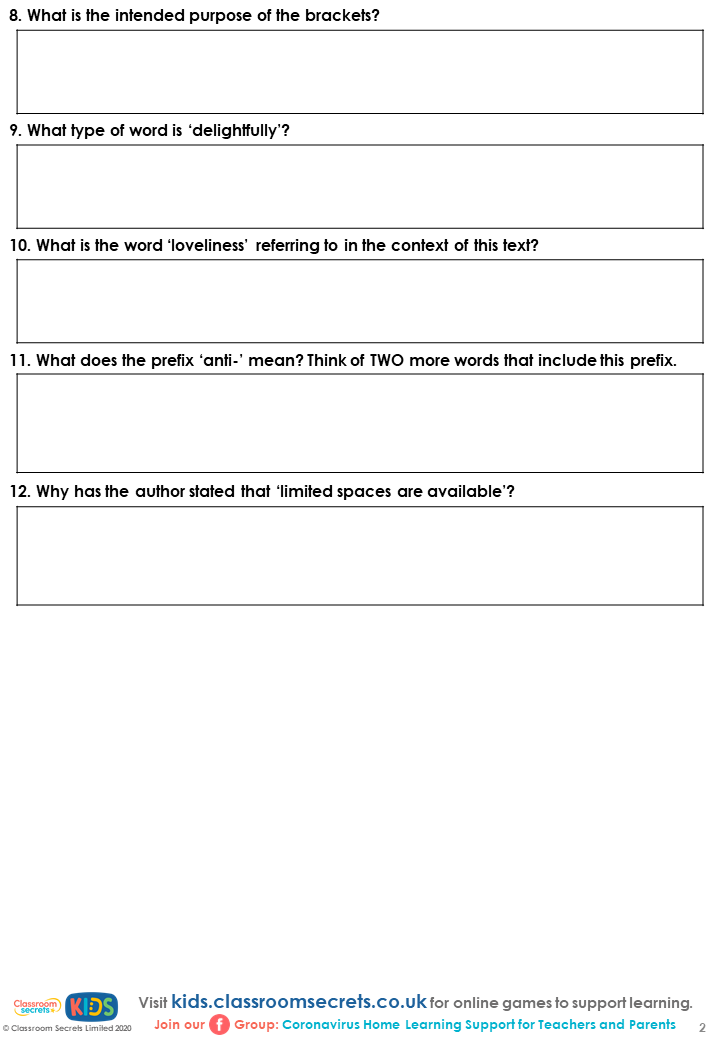 8. What is the intended purpose of the brackets?
9. What type of word is ‘delightfully’?
10. What is the word ‘loveliness’ referring to in the context of this text?
11. What does the prefix ‘anti-’ mean? Think of TWO more words that include this prefix.
12. Why has the author stated that ‘limited spaces are available’?
Classroom
secrets
KIDS
Visit kids.classroomsecrets.co.uk for online games to support learning.
© Classroom Secrets Limited 2020
Join our f Group: Coronavirus Home Learning Support for Teachers and Parents
2